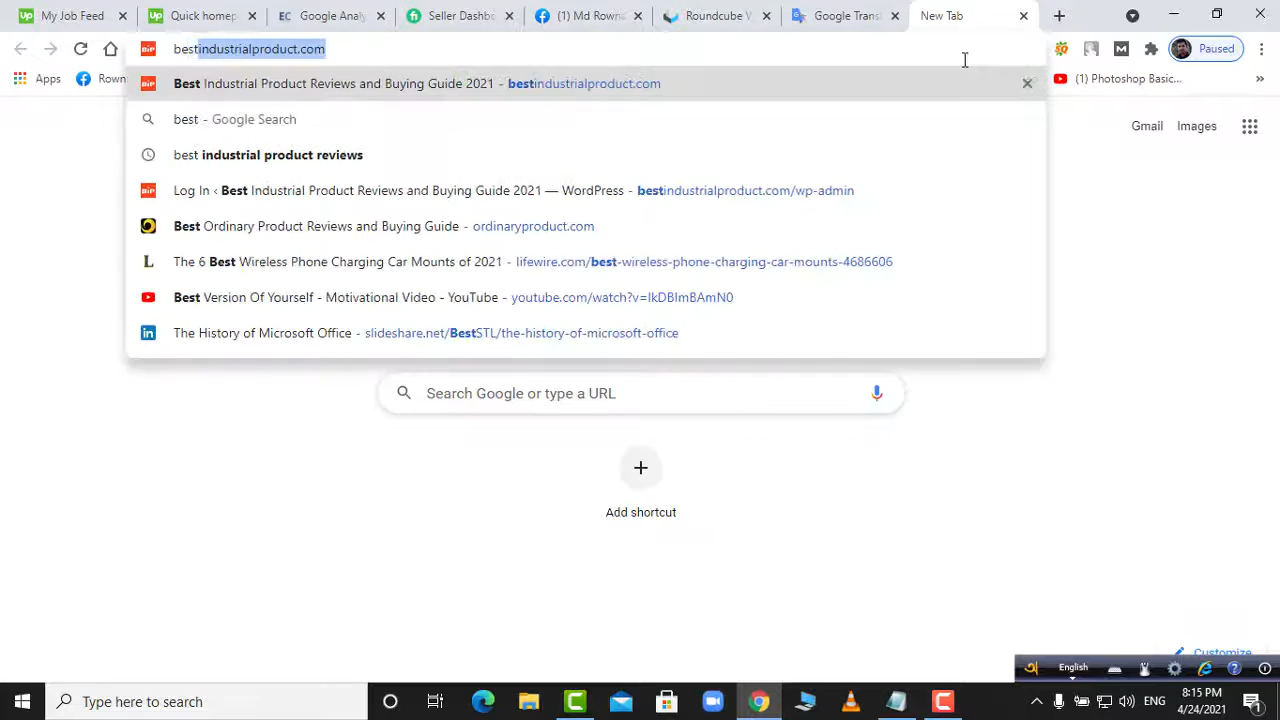 My Job Feed
Quick homep
Google Analy
Seller Dashbo
(1) Md Rowna
Roundcube V
Google Trans
New Tab
bestindustrialproduct.com
Paused
Apps
Rown
(1) Photoshop Basic...
Best Industrial Product Reviews and Buying Guide 2021 - bestindustrialproduct.com
best - Google Search
best industrial product reviews
Log In ‹ Best Industrial Product Reviews and Buying Guide 2021 — WordPress - bestindustrialproduct.com/wp-admin
Best Ordinary Product Reviews and Buying Guide - ordinaryproduct.com
The 6 Best Wireless Phone Charging Car Mounts of 2021 - lifewire.com/best-wireless-phone-charging-car-mounts-4686606
Best Version Of Yourself - Motivational Video - YouTube - youtube.com/watch?v=lkDBImBAmN0
The History of Microsoft Office - slideshare.net/BestSTL/the-history-of-microsoft-office
Gmail
Images
Search Google or type a URL
Add shortcut
Customize
English
Type here to search
ENG
8:15 PM
4/24/2021